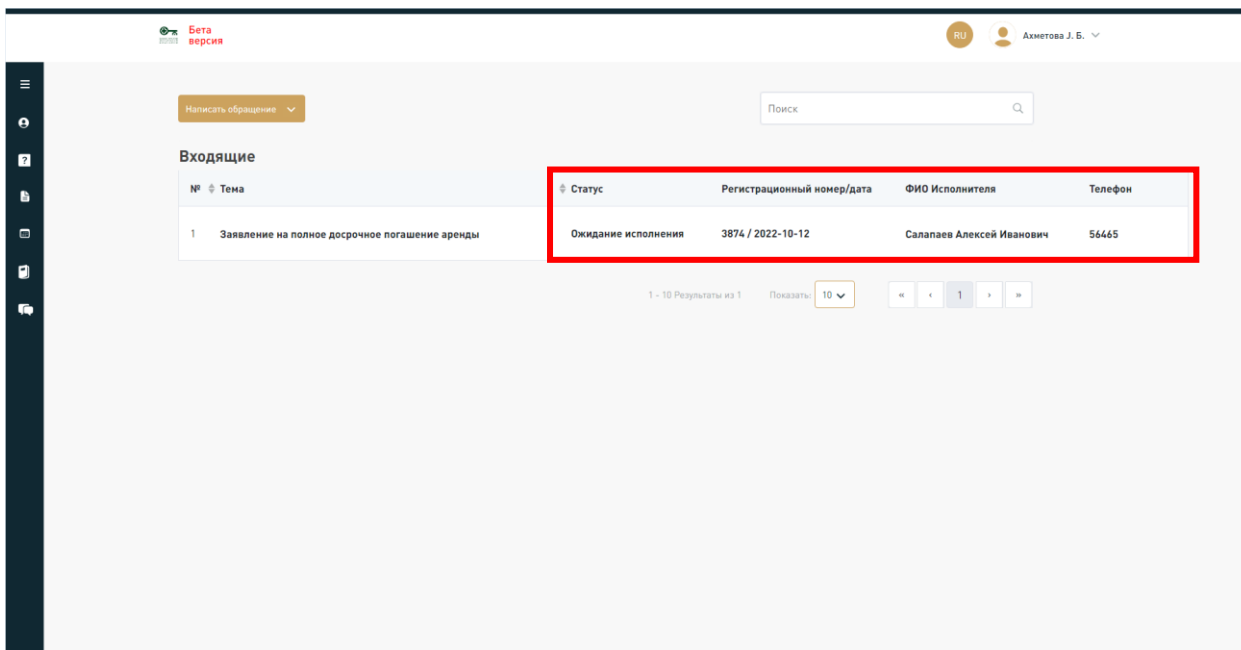 Бета
версия
RU
Ахметова J. Б.
Написать обращение
Поиск
Входящие
№ Тема Статус Регистрационный номер/дата ФИО Исполнителя Телефон
1 Заявление на полное досрочное погашение аренды Ожидание исполнения 3874 / 2022-10-12 Салапаев Алексей Иванович 56465
1 - 10 Результаты из 1 Показать: 10 « ‹ 1 › »